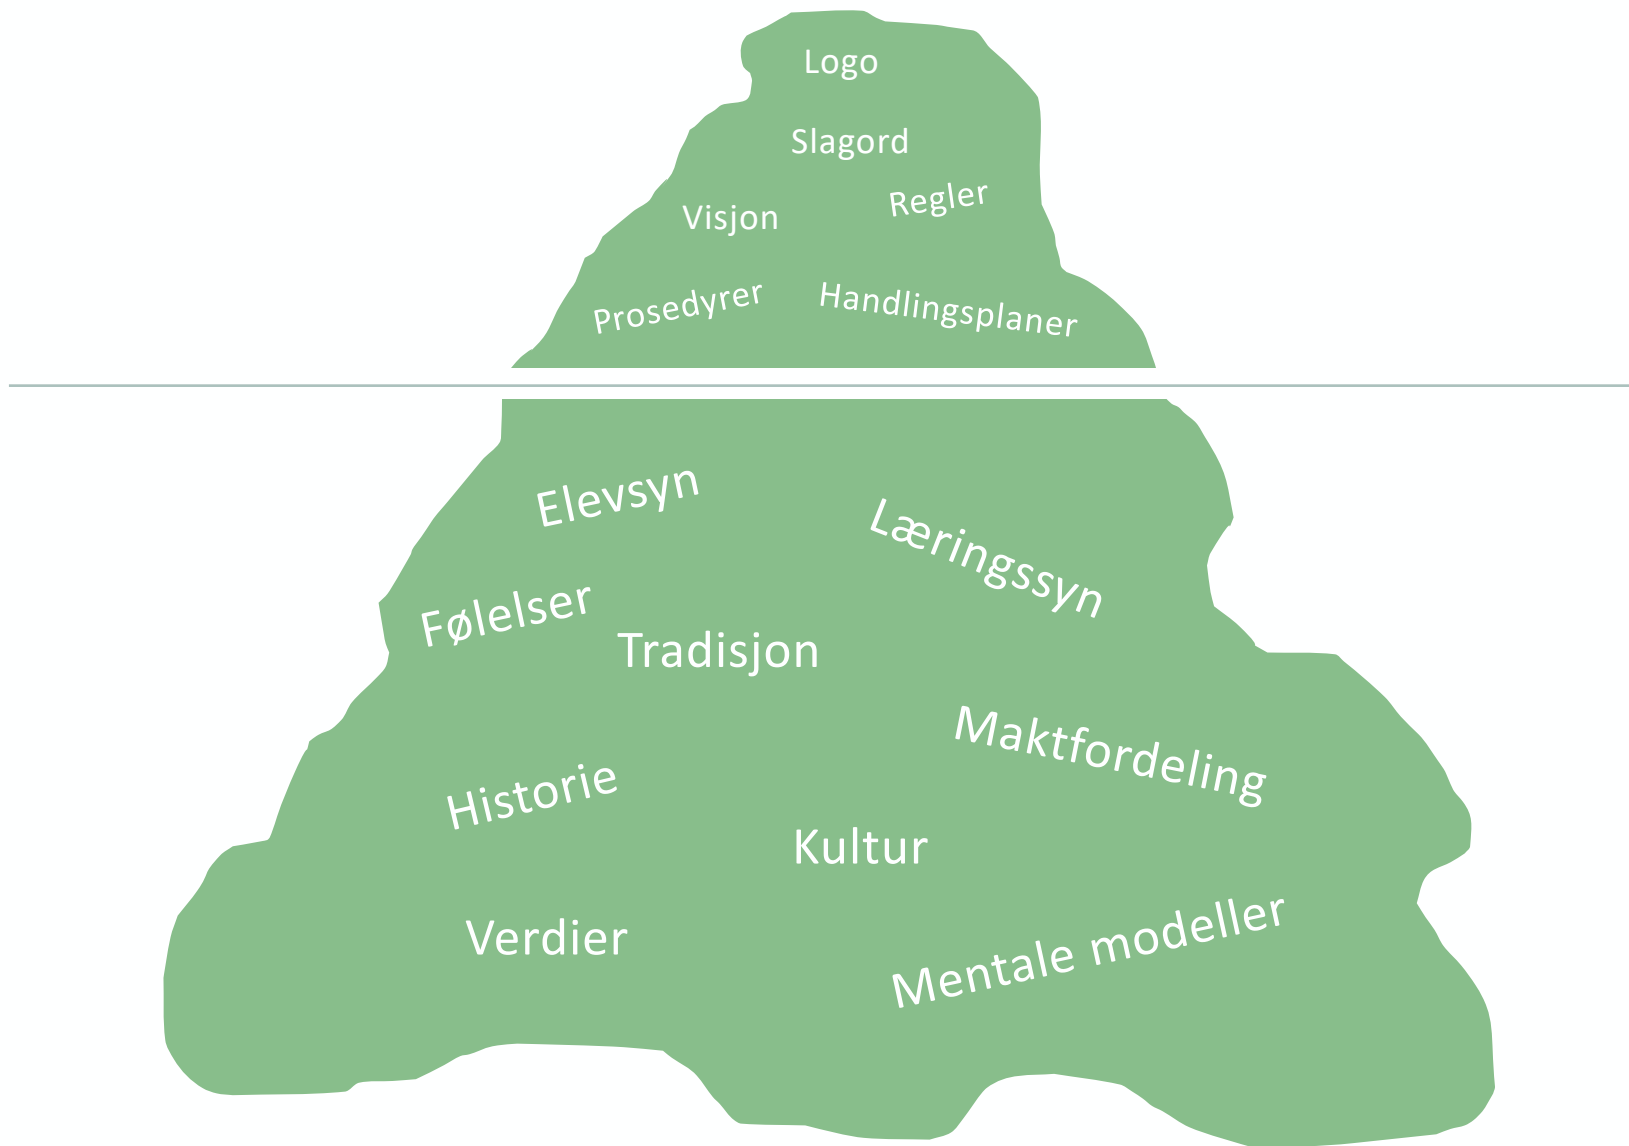 Logo
Slagord
Visjon
Regler
Prosedyrer
Handlingsplaner
Elevsyn
Læringssyn
Følelser
Tradisjon
Maktfordeling
Historie
Kultur
Verdier
Mentale modeller